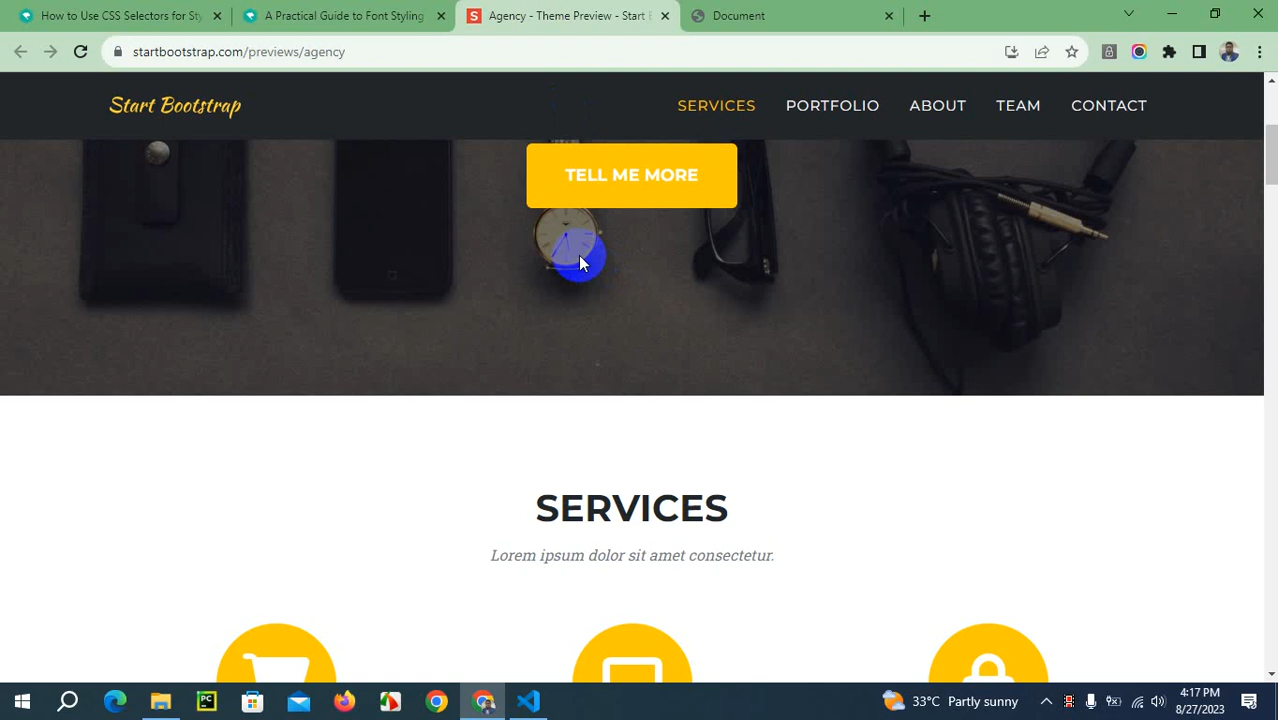 How to Use CSS Selectors for Sty
A Practical Guide to Font Styling
Agency - Theme Preview - Start
Document
startbootstrap.com/previews/agency
Start Bootstrap
SERVICES
PORTFOLIO
ABOUT
TEAM
CONTACT
TELL ME MORE
SERVICES
Lorem ipsum dolor sit amet consectetur.
33°C Partly sunny
4:17 PM
8/27/2023